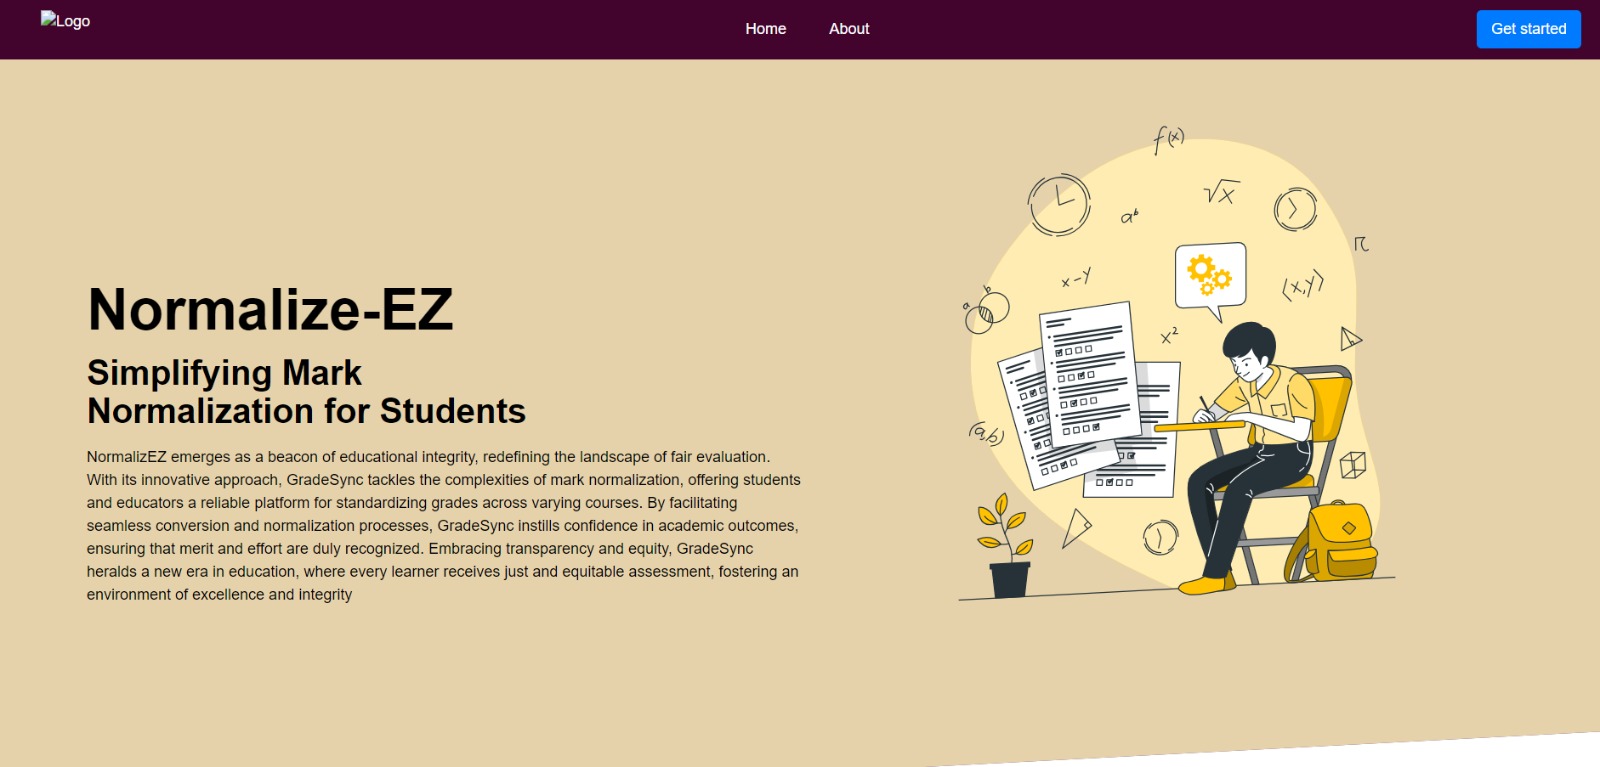 Logo
Home About Get started
f(x)
√x
a^b
π
x-y
(x,y)
a b
x²
(a,b)
Normalize-EZ
Simplifying Mark
Normalization for Students
NormalizEZ emerges as a beacon of educational integrity, redefining the landscape of fair evaluation.
With its innovative approach, GradeSync tackles the complexities of mark normalization, offering students
and educators a reliable platform for standardizing grades across varying courses. By facilitating
seamless conversion and normalization processes, GradeSync instills confidence in academic outcomes,
ensuring that merit and effort are duly recognized. Embracing transparency and equity, GradeSync
heralds a new era in education, where every learner receives just and equitable assessment, fostering an
environment of excellence and integrity